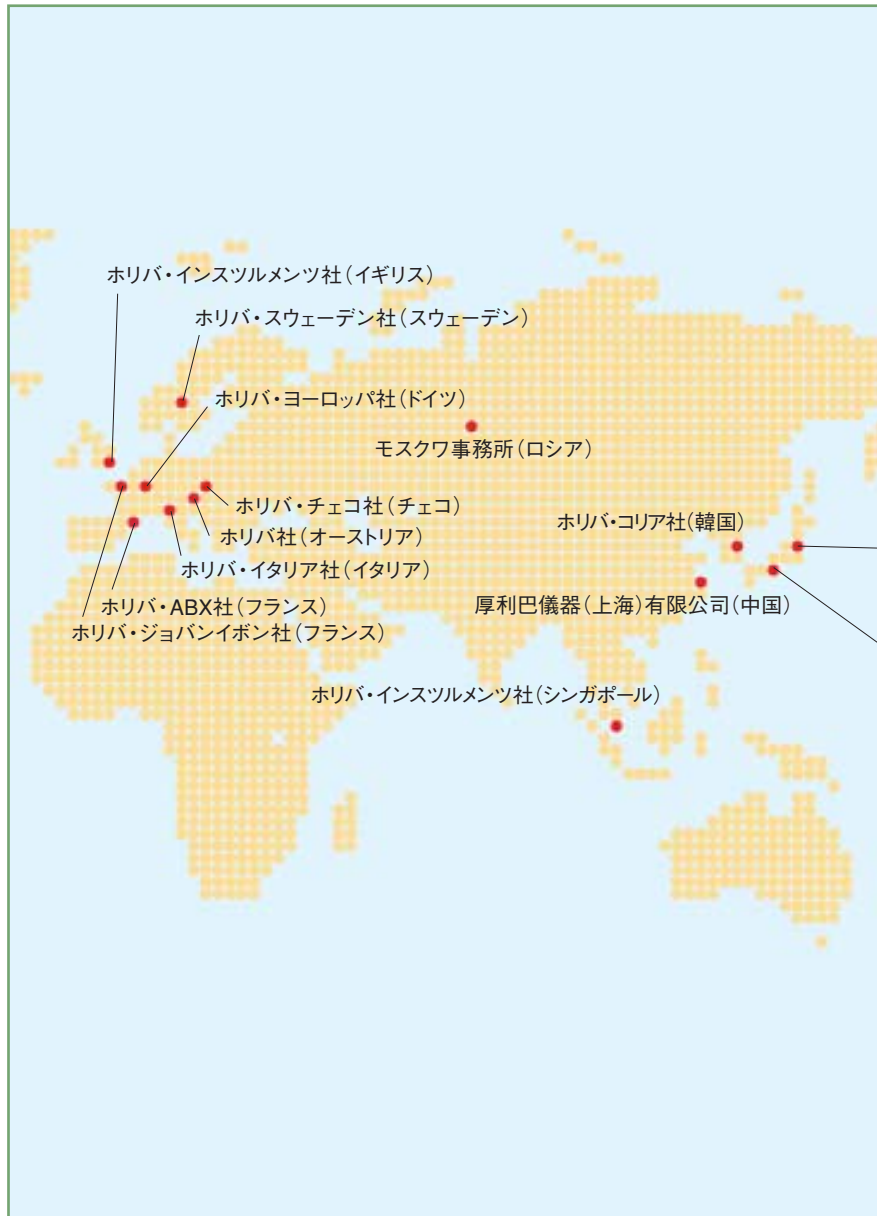 ホリバ・インスツルメンツ社（イギリス）
ホリバ・スウェーデン社（スウェーデン）
ホリバ・ヨーロッパ社（ドイツ）
モスクワ事務所（ロシア）
ホリバ・チェコ社（チェコ）
ホリバ・コリア社（韓国）
ホリバ社（オーストリア）
ホリバ・イタリア社（イタリア）
ホリバ・ABX社（フランス）
厚利巴儀器（上海）有限公司（中国）
ホリバ・ジョバンイボン社（フランス）
ホリバ・インスツルメンツ社（シンガポール）